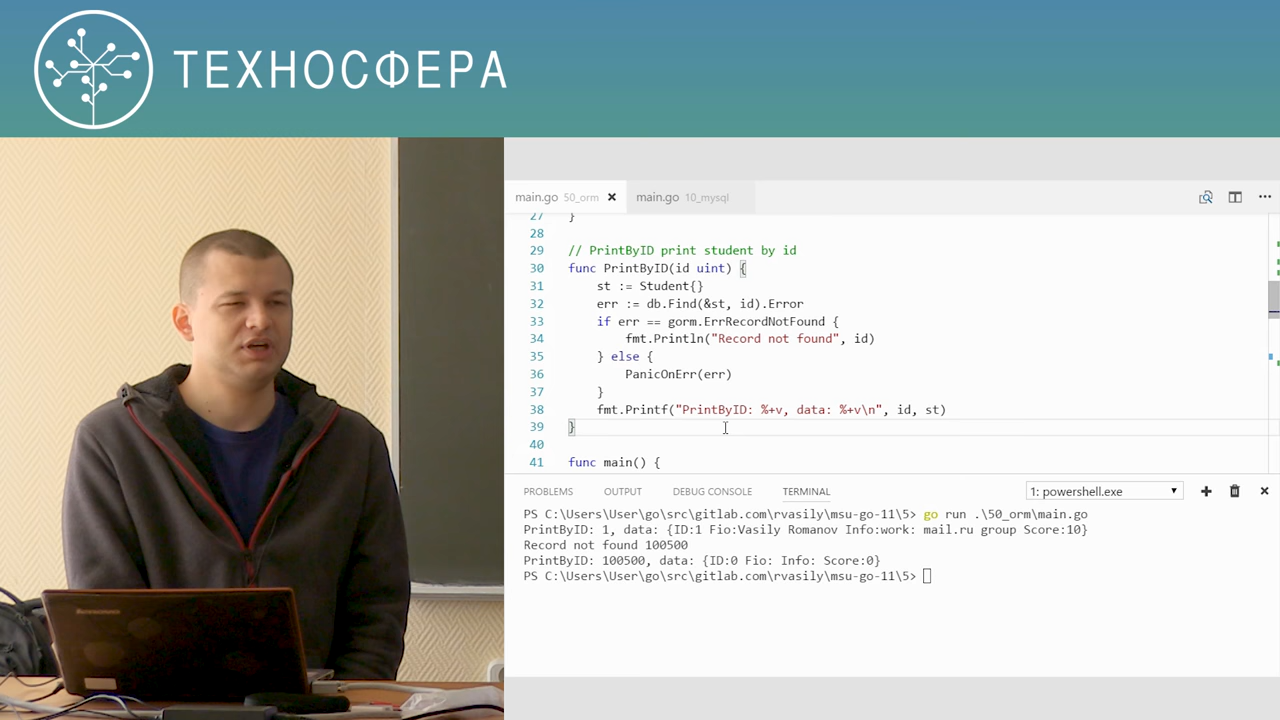 ТЕХНОСФЕРА
main.go 50_orm
main.go 10_mysql
27 }
28
29 // PrintByID print student by id
30 func PrintByID(id uint) {
31 st := Student{}
32 err := db.Find(&st, id).Error
33 if err == gorm.ErrRecordNotFound {
34 fmt.Println("Record not found", id)
35 } else {
36 PanicOnErr(err)
37 }
38 fmt.Printf("PrintByID: %+v, data: %+v\n", id, st)
39 }
40
41 func main() {
PROBLEMS OUTPUT DEBUG CONSOLE TERMINAL 1: powershell.exe
PS C:\Users\User\go\src\gitlab.com\rvasily\msu-go-11\5> go run .\50_orm\main.go
PrintByID: 1, data: {ID:1 Fio:Vasily Romanov Info:work: mail.ru group Score:10}
Record not found 100500
PrintByID: 100500, data: {ID:0 Fio: Info: Score:0}
PS C:\Users\User\go\src\gitlab.com\rvasily\msu-go-11\5>